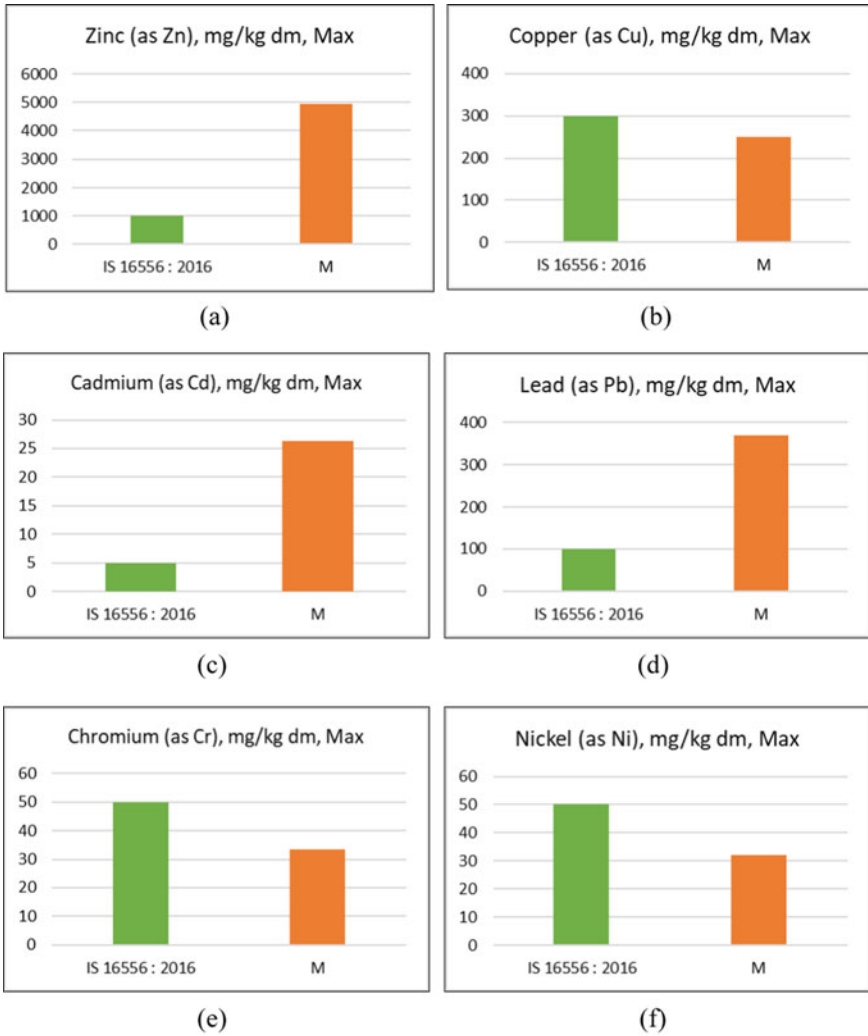 Zinc (as Zn), mg/kg dm, Max
6000
5000
4000
3000
2000
1000
0
IS 16556 : 2016 M
(a)
Copper (as Cu), mg/kg dm, Max
400
300
200
100
0
IS 16556 : 2016 M
(b)
Cadmium (as Cd), mg/kg dm, Max
30
25
20
15
10
5
0
IS 16556 : 2016 M
(c)
Lead (as Pb), mg/kg dm, Max
400
300
200
100
0
IS 16556 : 2016 M
(d)
Chromium (as Cr), mg/kg dm, Max
60
50
40
30
20
10
0
IS 16556 : 2016 M
(e)
Nickel (as Ni), mg/kg dm, Max
60
50
40
30
20
10
0
IS 16556 : 2016 M
(f)